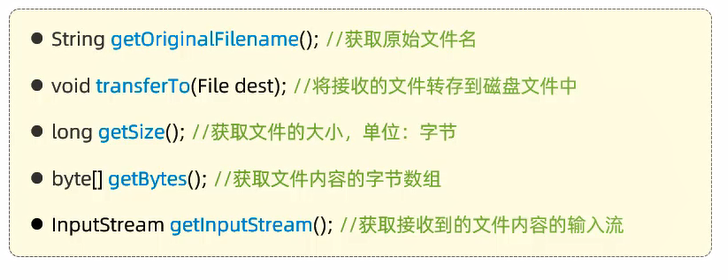 ● String getOriginalFilename(); //获取原始文件名
● void transferTo(File dest); //将接收的文件转存到磁盘文件中
● long getSize(); //获取文件的大小，单位：字节
● byte[] getBytes(); //获取文件内容的字节数组
● InputStream getInputStream(); //获取接收到的文件内容的输入流